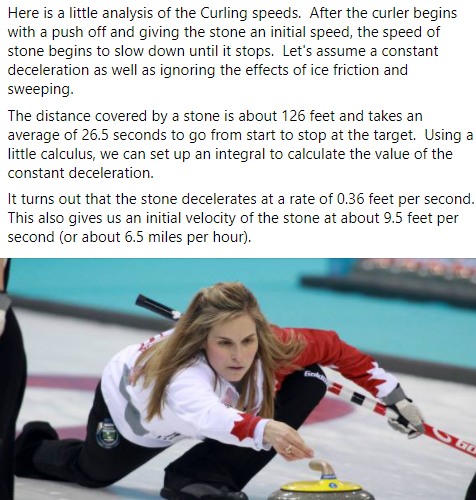 Here is a little analysis of the Curling speeds.  After the curler begins
with a push off and giving the stone an initial speed, the speed of
stone begins to slow down until it stops.  Let's assume a constant
deceleration as well as ignoring the effects of ice friction and
sweeping.
The distance covered by a stone is about 126 feet and takes an
average of 26.5 seconds to go from start to stop at the target.  Using a
little calculus, we can set up an integral to calculate the value of the
constant deceleration.
It turns out that the stone decelerates at a rate of 0.36 feet per second.
This also gives us an initial velocity of the stone at about 9.5 feet per
second (or about 6.5 miles per hour).